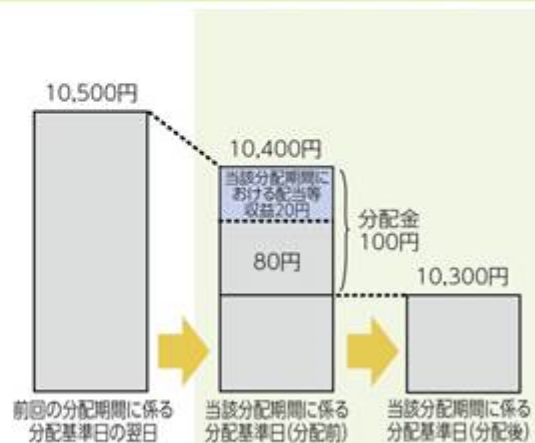 10,500円
10,400円
当該分配期間に
おける配当等
収益20円
80円
分配金
100円
10,300円
前回の分配期間に係る
分配基準日の翌日
当該分配期間に係る
分配基準日(分配前)
当該分配期間に係る
分配基準日(分配後)